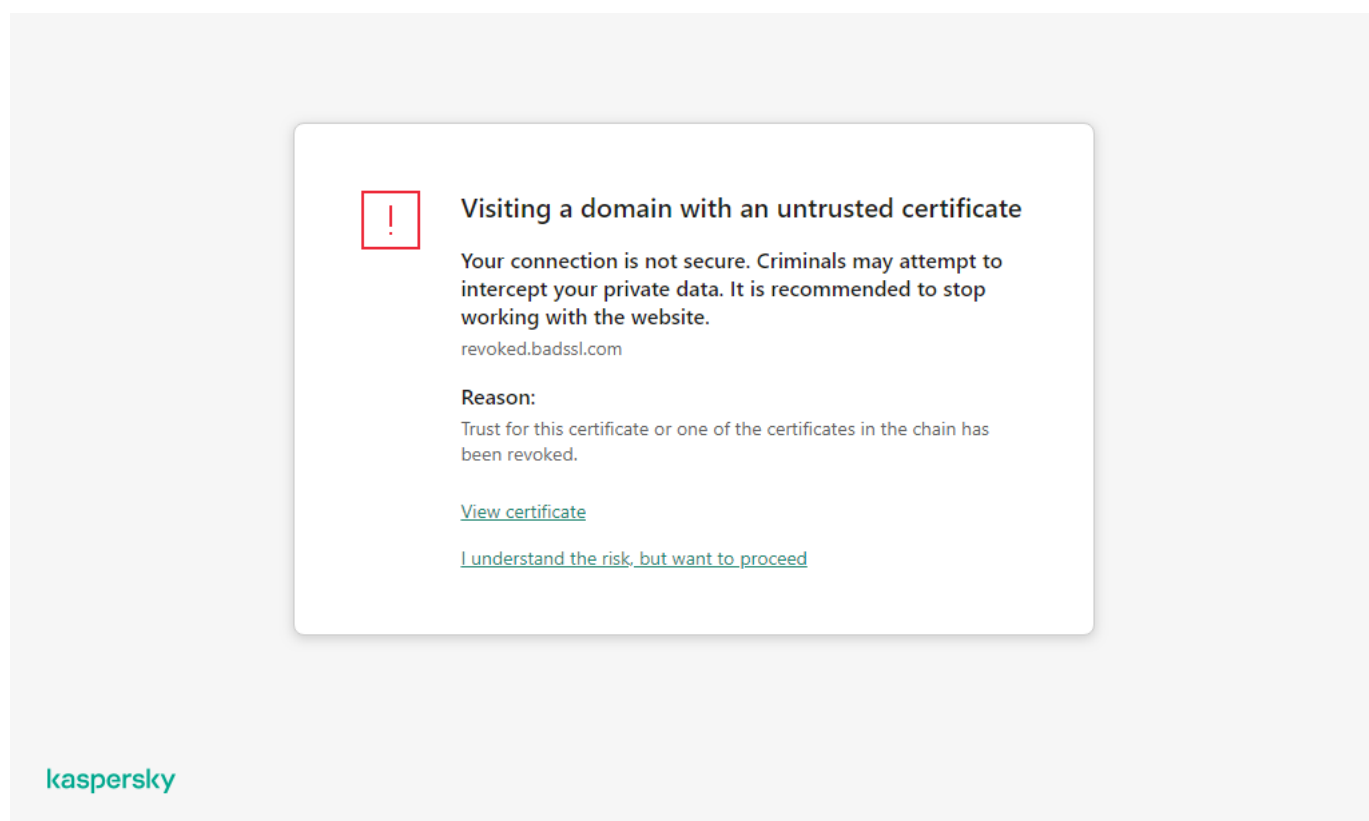 !
Visiting a domain with an untrusted certificate
Your connection is not secure. Criminals may attempt to
intercept your private data. It is recommended to stop
working with the website.
revoked.badssl.com
Reason:
Trust for this certificate or one of the certificates in the chain has
been revoked.
View certificate
I understand the risk, but want to proceed
kaspersky